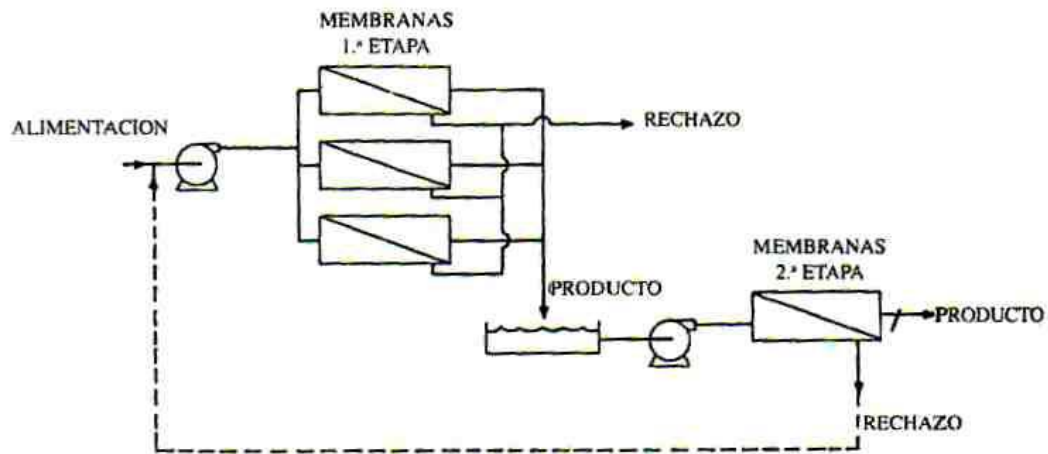 MEMBRANAS
1.ª ETAPA
ALIMENTACION
RECHAZO
PRODUCTO
MEMBRANAS
2.ª ETAPA
PRODUCTO
RECHAZO